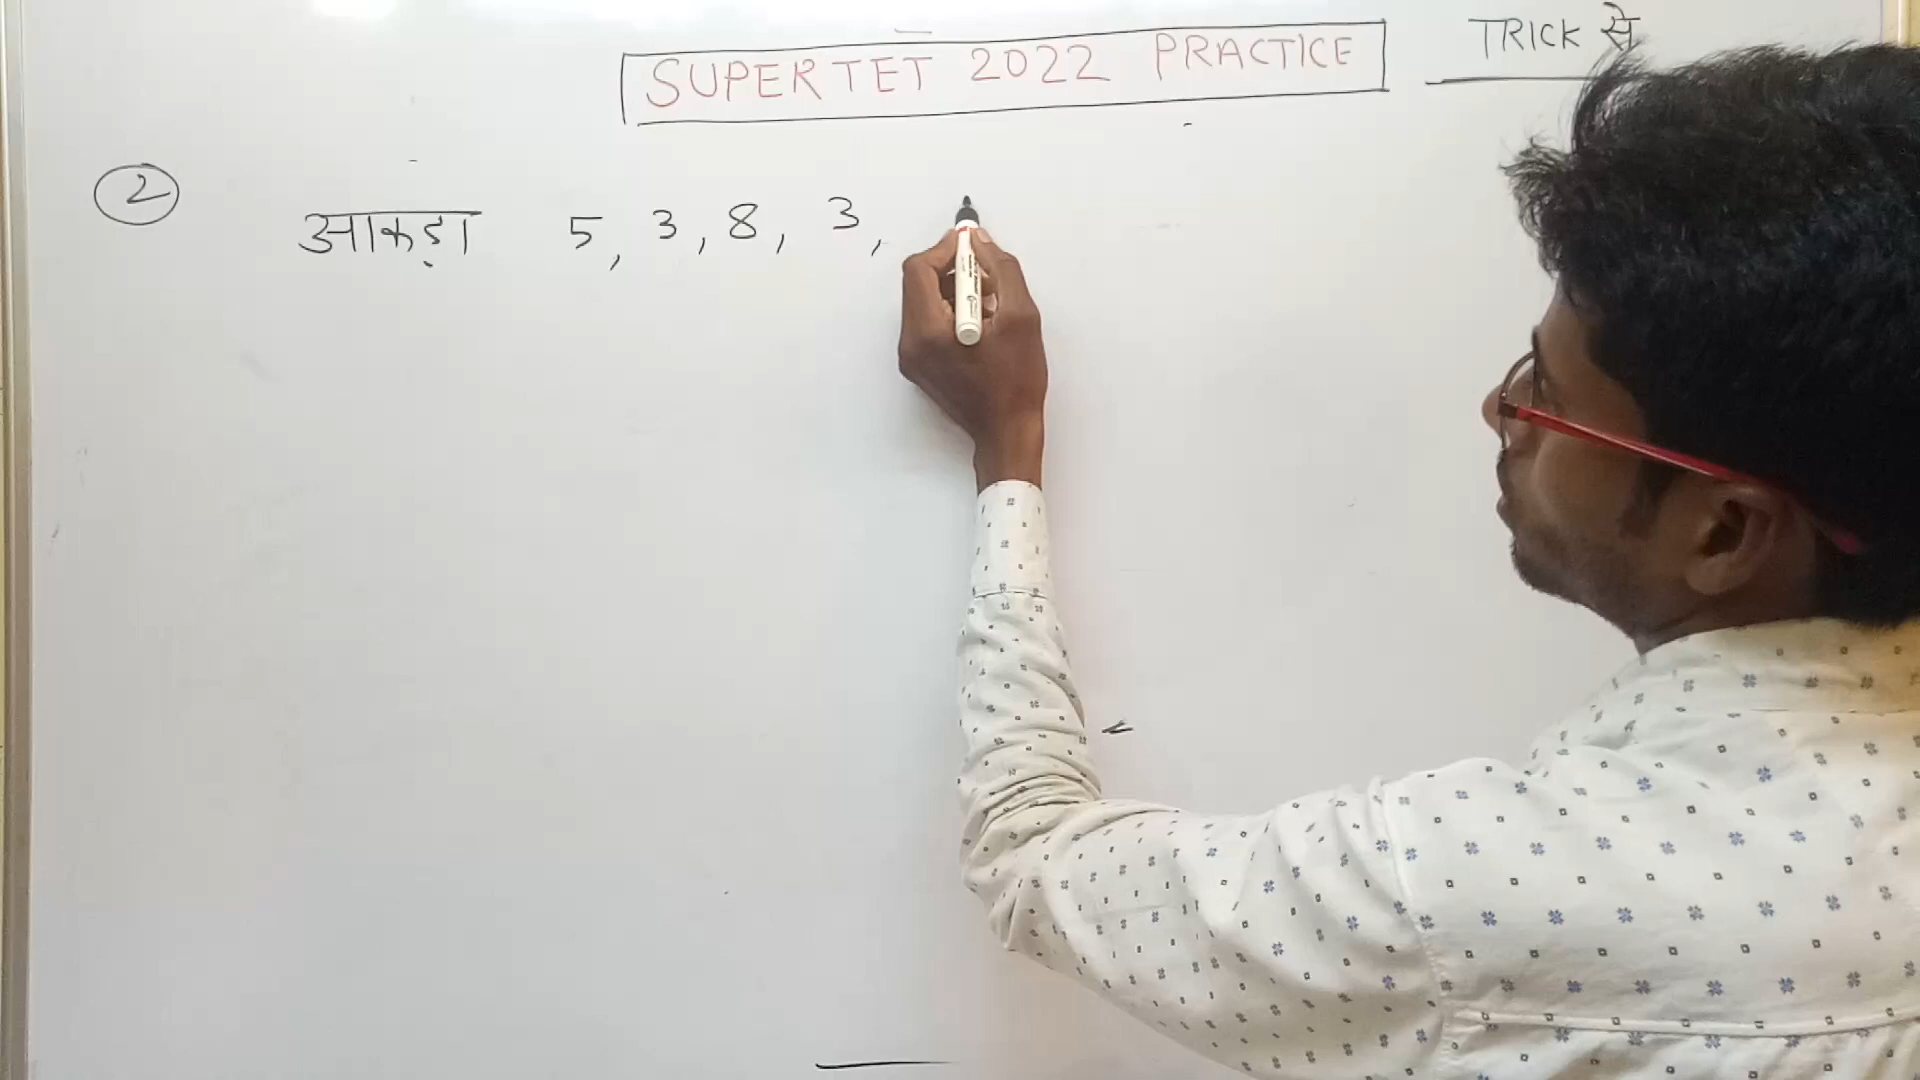 SUPERTET 2022 PRACTICE TRICK से
2 आकड़ा 5, 3, 8, 3,